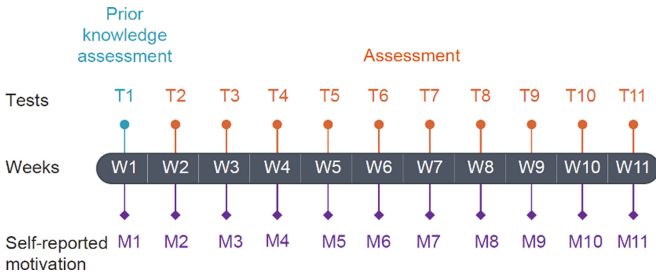 Prior
knowledge
assessment
Assessment
Tests T1 T2 T3 T4 T5 T6 T7 T8 T9 T10 T11
Weeks W1 W2 W3 W4 W5 W6 W7 W8 W9 W10 W11
Self-reported
motivation M1 M2 M3 M4 M5 M6 M7 M8 M9 M10 M11